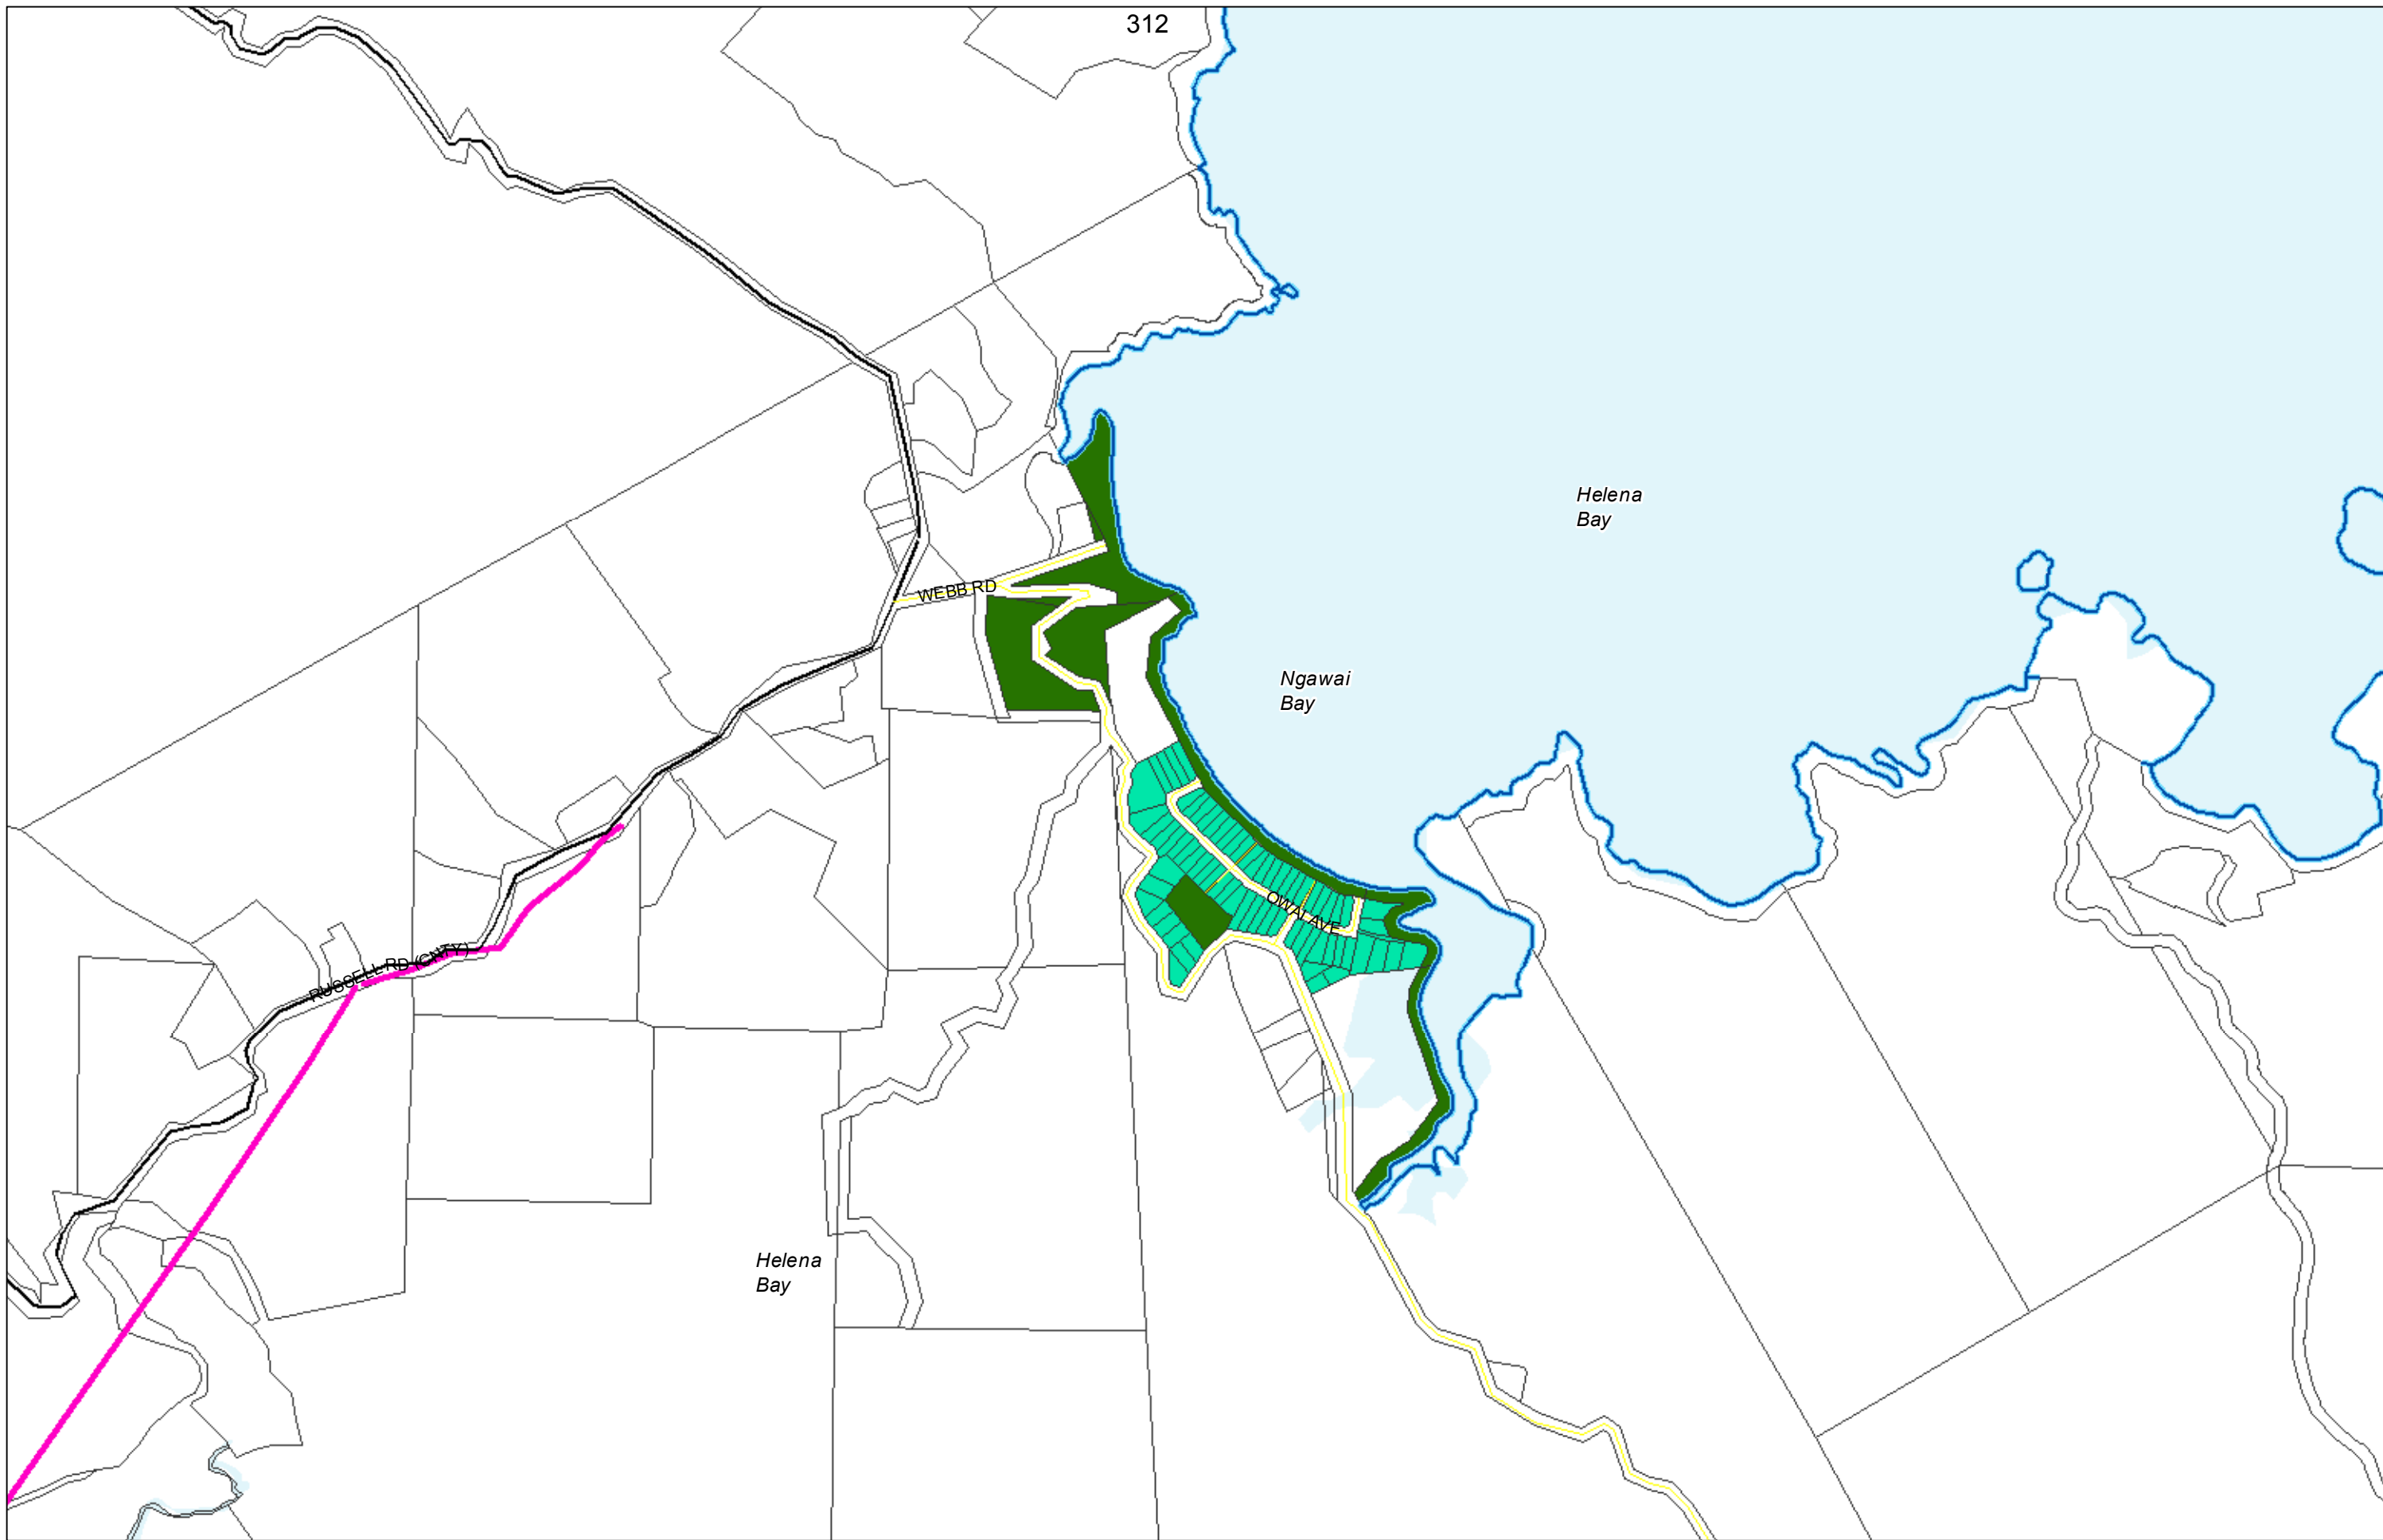 312
Helena
Bay
WEBB RD
Ngawai
Bay
OWAI AVE
RUSSELL RD (CNTY)
Helena
Bay